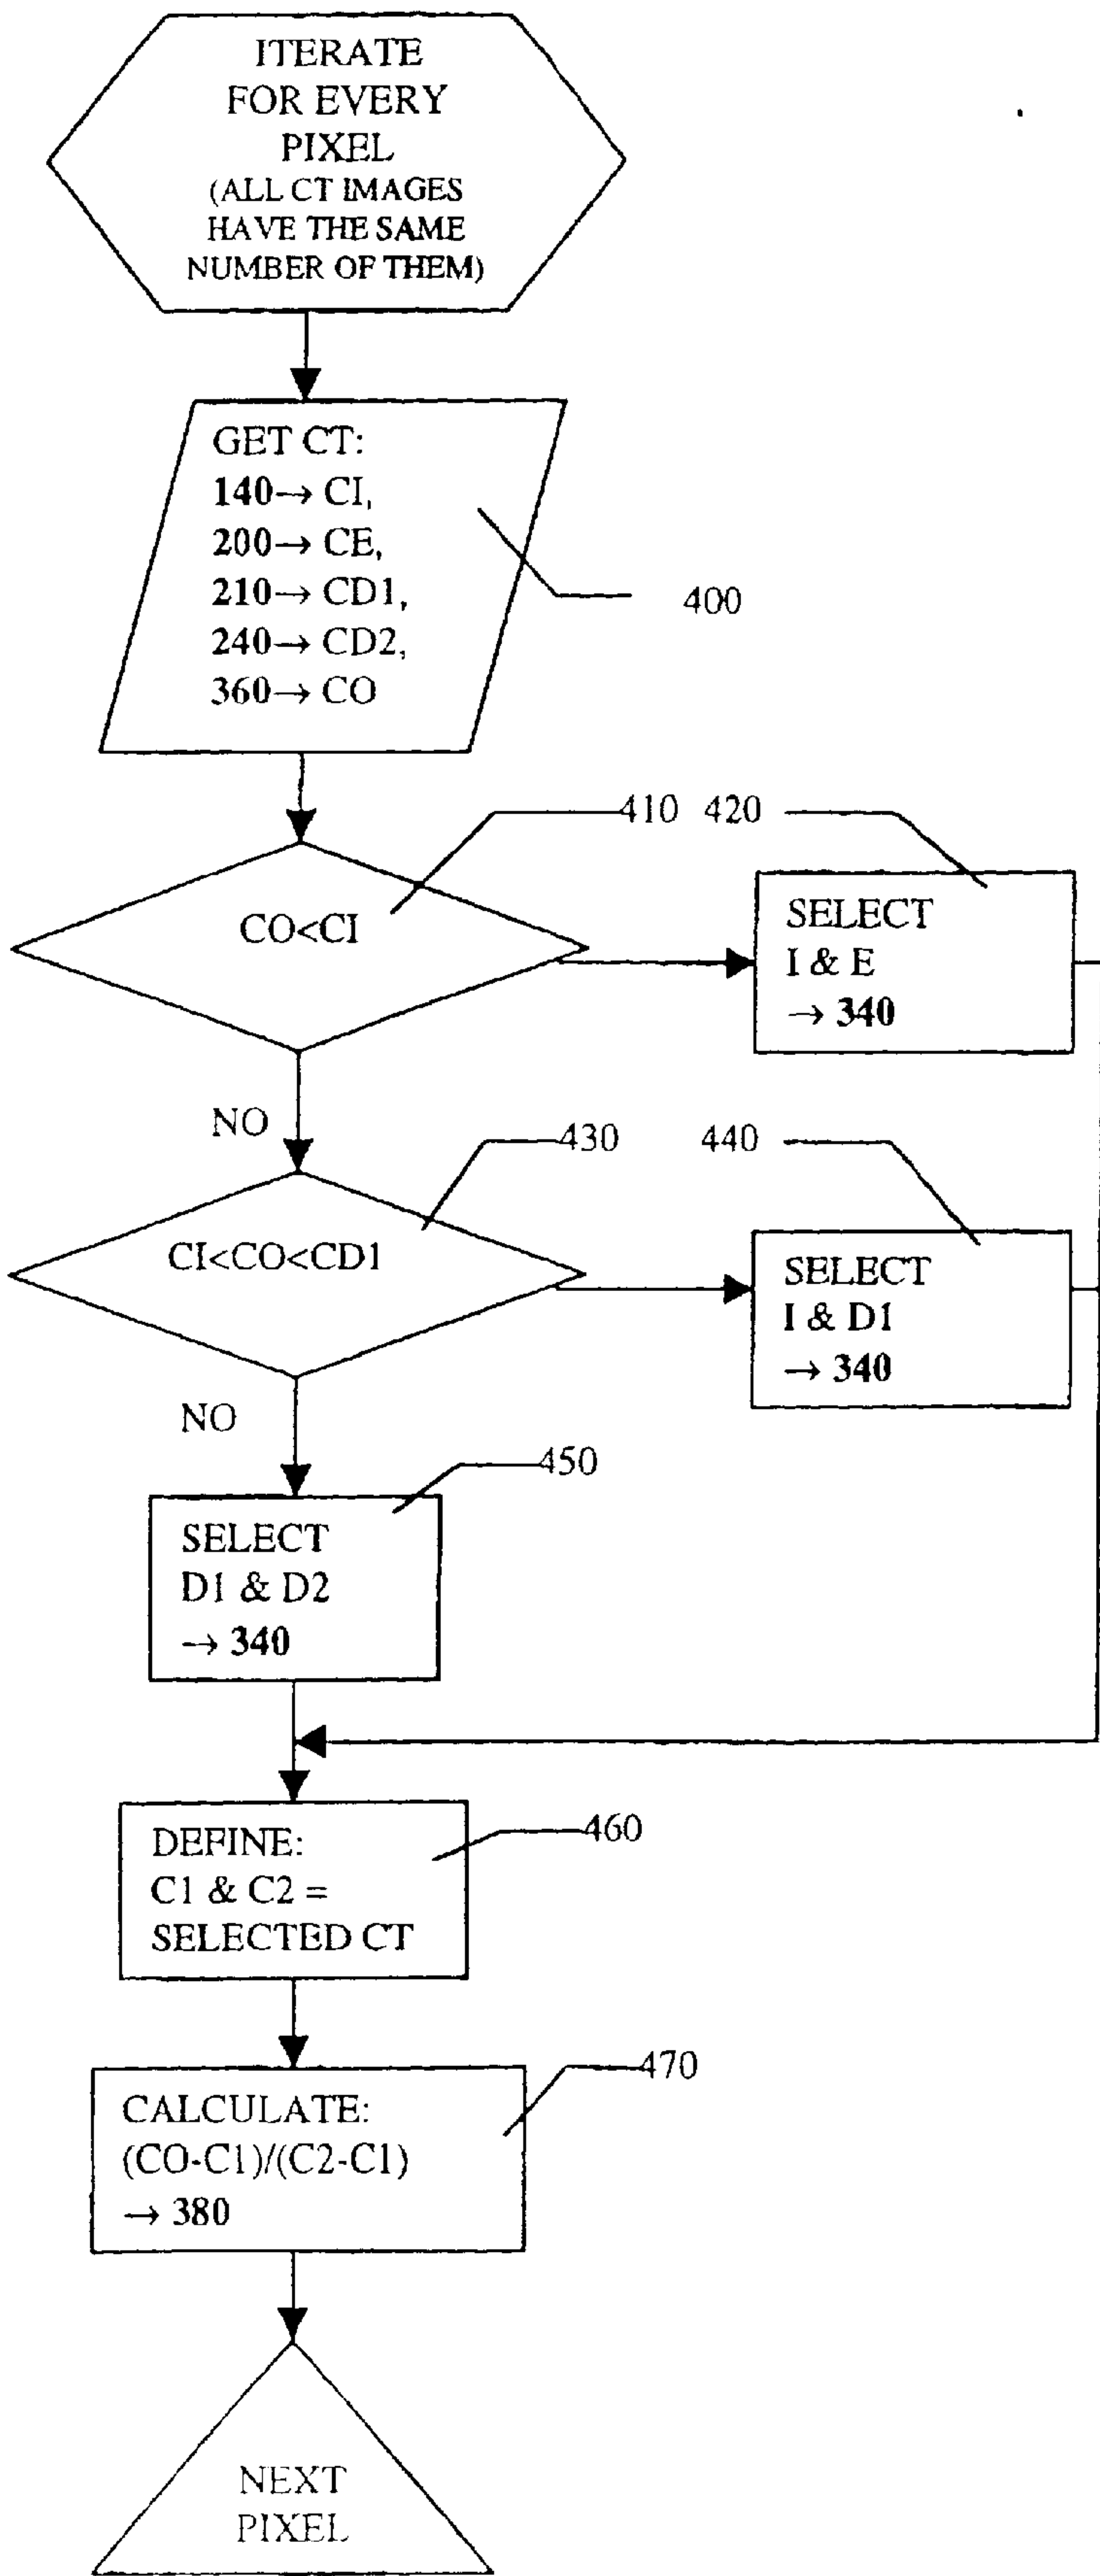 ITERATE
FOR EVERY
PIXEL
(ALL CT IMAGES
HAVE THE SAME
NUMBER OF THEM)
GET CT:
140→ CI,
200→ CE,
210→ CD1,
240→ CD2,
360→ CO
400
410
CO<CI
420
SELECT
I & E
→ 340
NO
430
CI<CO<CD1
440
SELECT
I & D1
→ 340
NO
450
SELECT
D1 & D2
→ 340
460
DEFINE:
C1 & C2 =
SELECTED CT
470
CALCULATE:
(CO-C1)/(C2-C1)
→ 380
NEXT
PIXEL